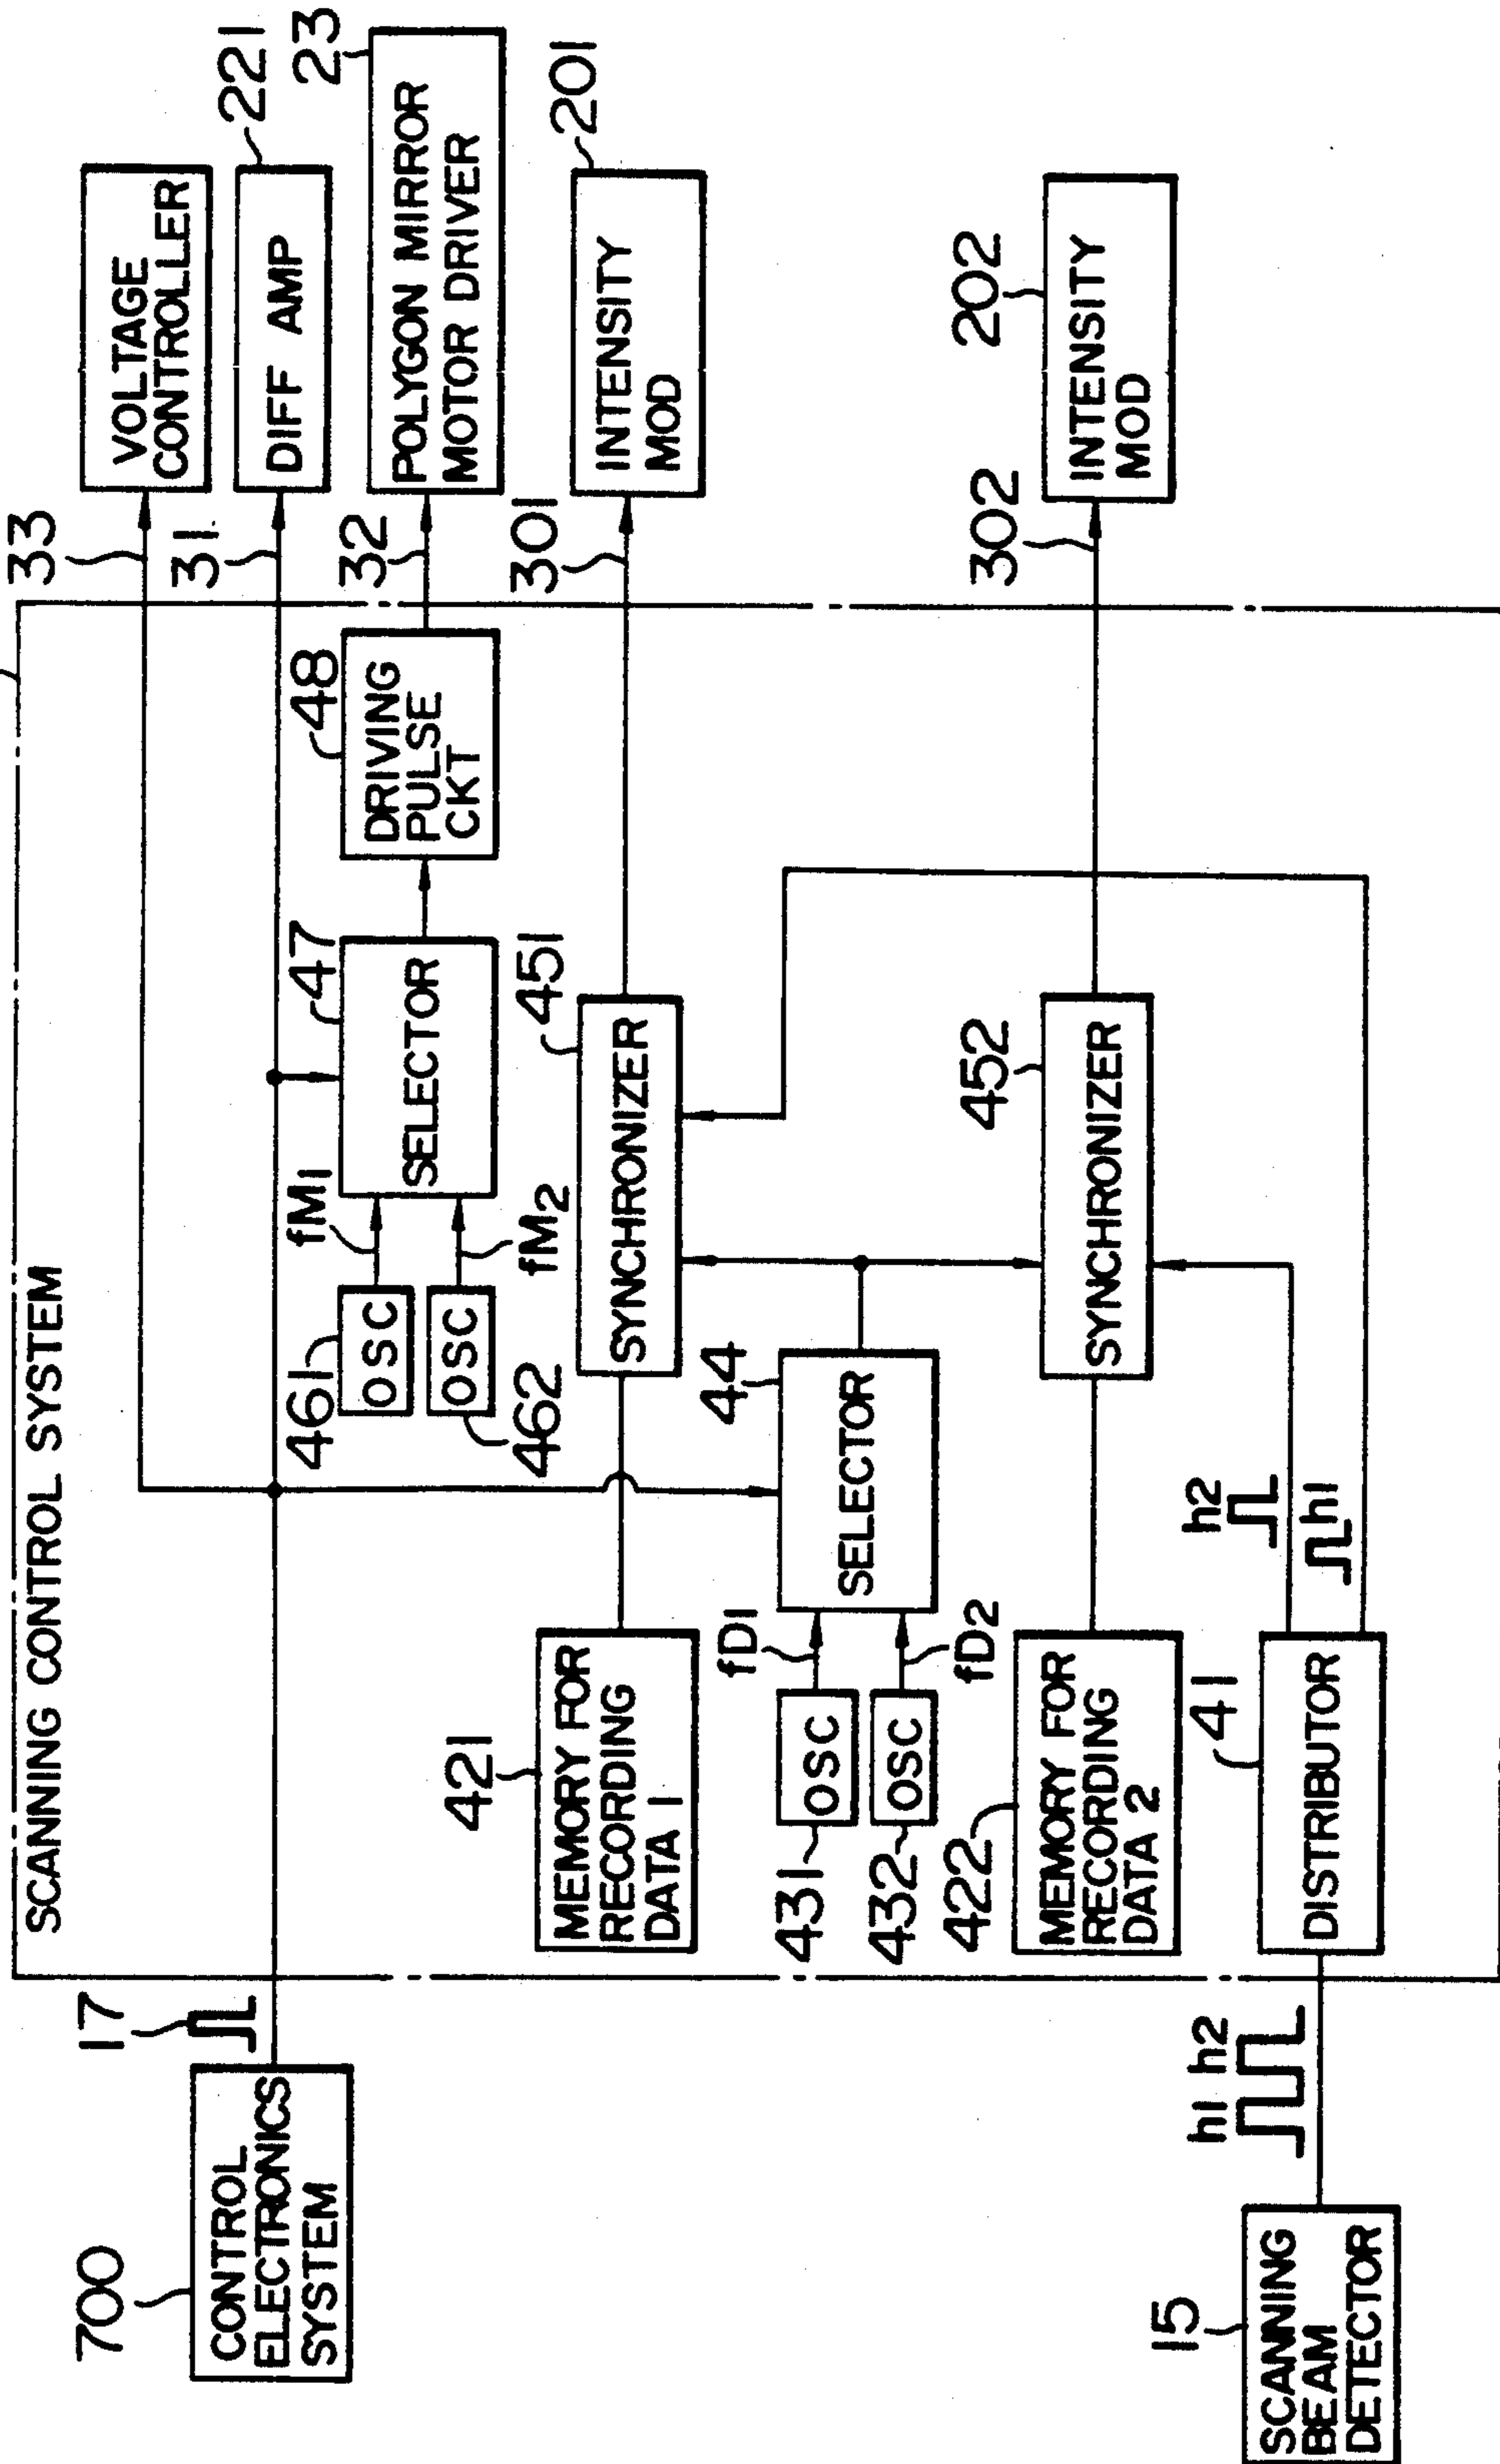 SCANNING CONTROL SYSTEM
700
CONTROL
ELECTRONICS
SYSTEM
17
33
VOLTAGE
CONTROLLER
31
DIFF AMP
221
461
OSC
fM1
462
OSC
fM2
47
SELECTOR
48
DRIVING
PULSE
CKT
32
POLYGON MIRROR
MOTOR DRIVER
23
421
MEMORY FOR
RECORDING
DATA 1
451
SYNCHRONIZER
301
INTENSITY
MOD
201
431
OSC
fD1
432
OSC
fD2
44
SELECTOR
422
MEMORY FOR
RECORDING
DATA 2
452
SYNCHRONIZER
302
INTENSITY
MOD
202
15
SCANNING
BEAM
DETECTOR
h1 h2
41
DISTRIBUTOR
h2
h1